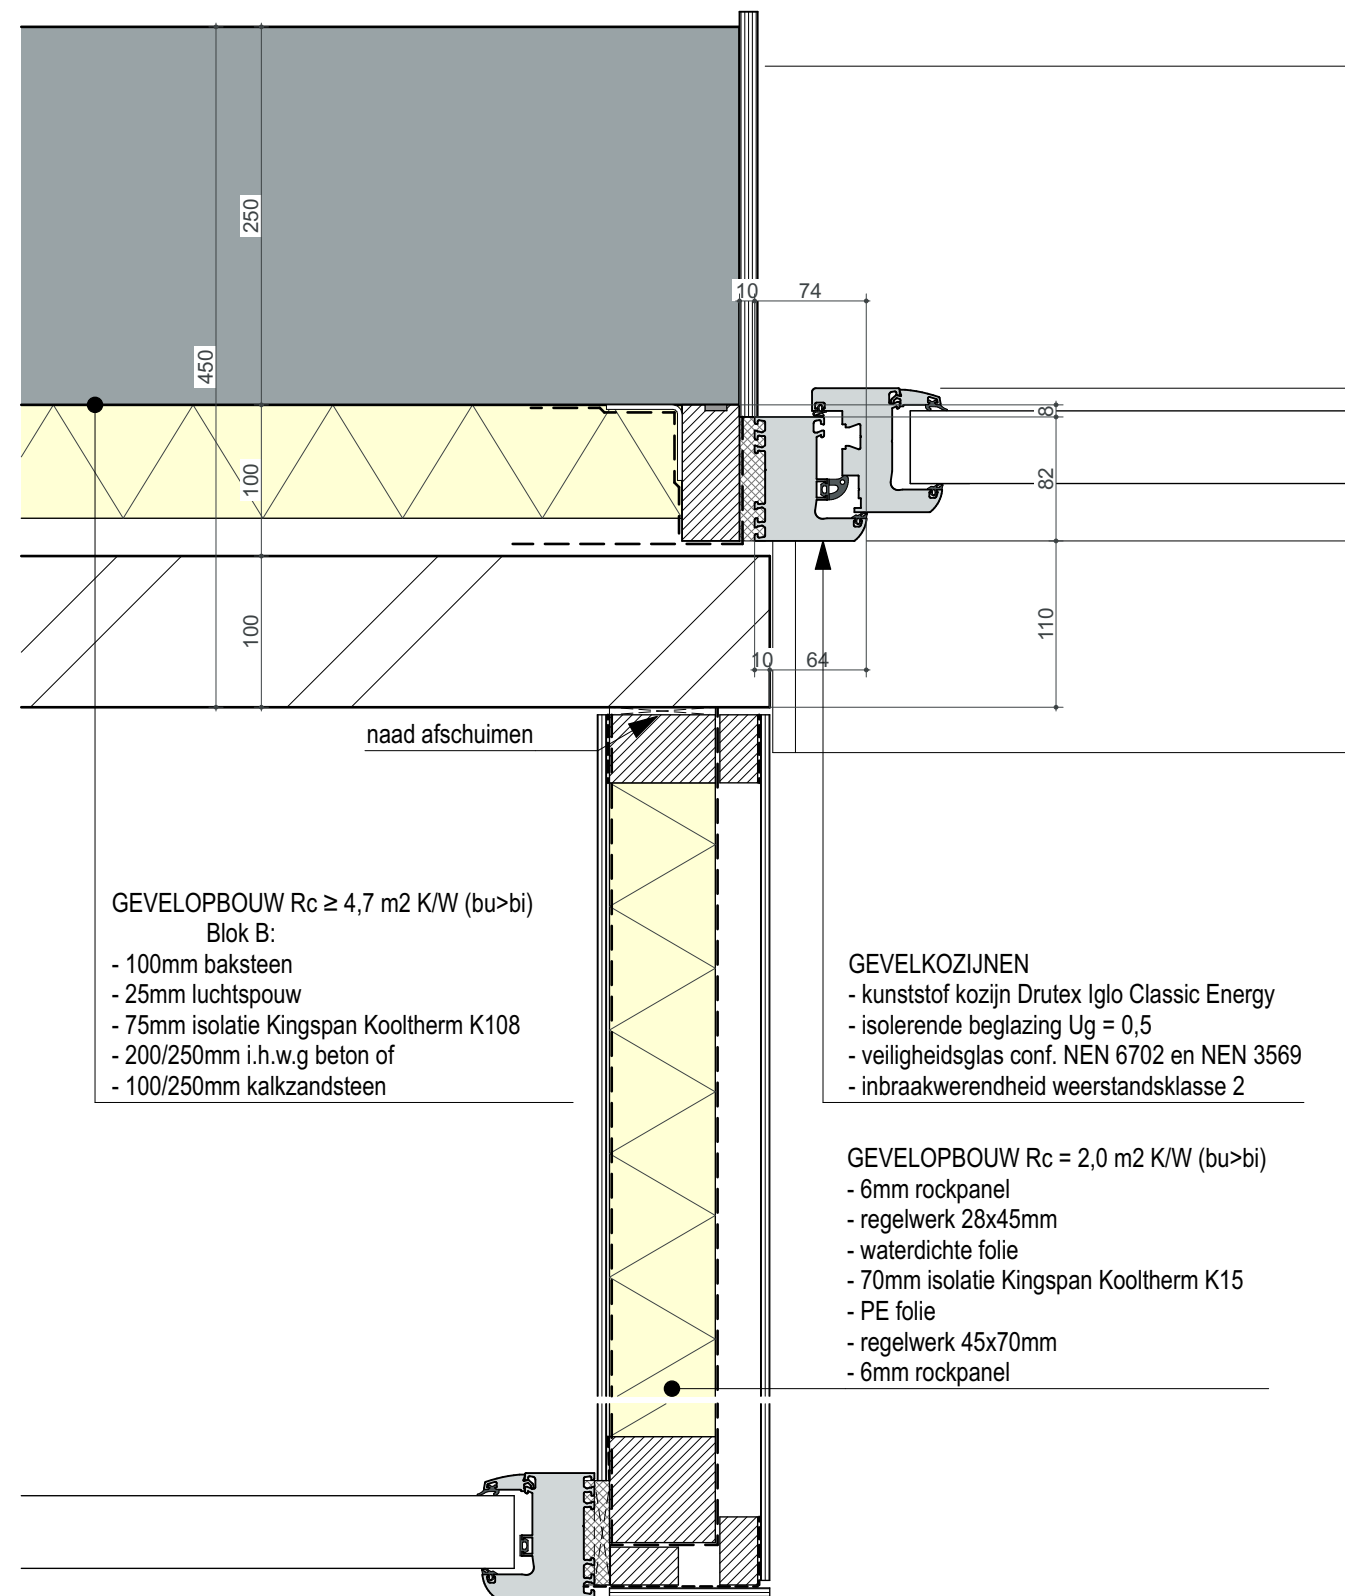 250
450
100
100
10 74
8
82
110
10 64
naad afschuimen
GEVELOPBOUW Rc ≥ 4,7 m2 K/W (bu>bi)
Blok B:
- 100mm baksteen
- 25mm luchtspouw
- 75mm isolatie Kingspan Kooltherm K108
- 200/250mm i.h.w.g beton of
- 100/250mm kalkzandsteen
GEVELKOZIJNEN
- kunststof kozijn Drutex Iglo Classic Energy
- isolerende beglazing Ug = 0,5
- veiligheidsglas conf. NEN 6702 en NEN 3569
- inbraakwerendheid weerstandsklasse 2
GEVELOPBOUW Rc = 2,0 m2 K/W (bu>bi)
- 6mm rockpanel
- regelwerk 28x45mm
- waterdichte folie
- 70mm isolatie Kingspan Kooltherm K15
- PE folie
- regelwerk 45x70mm
- 6mm rockpanel